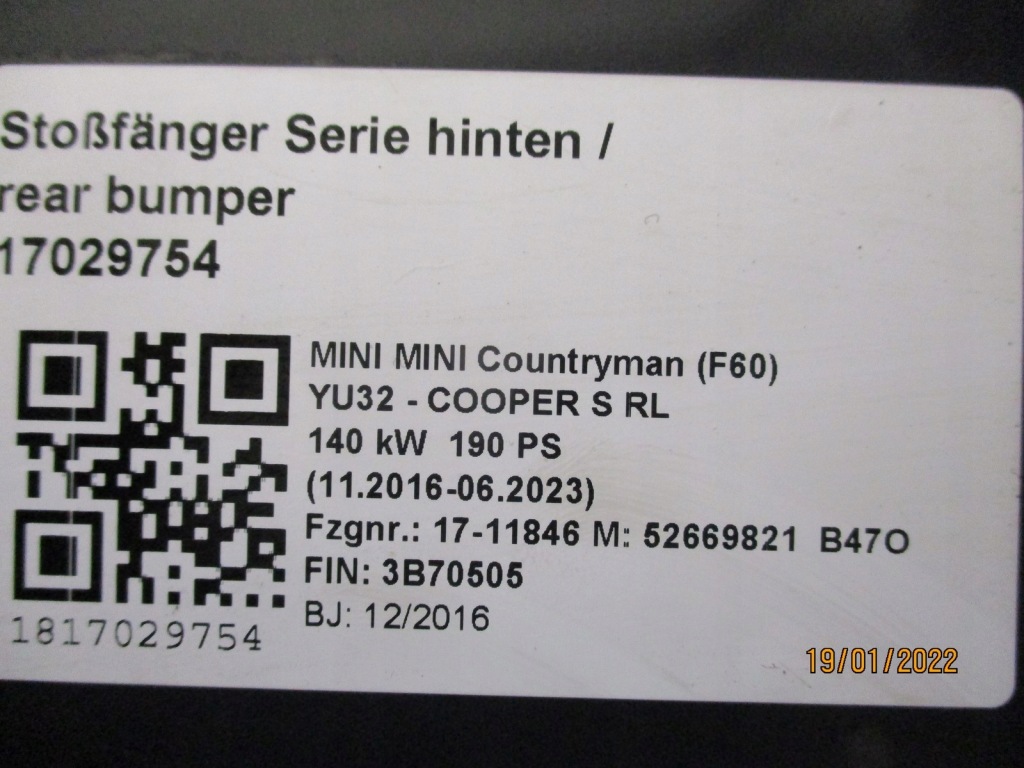 Stoßfänger Serie hinten /
rear bumper
17029754
MINI MINI Countryman (F60)
YU32 - COOPER S RL
140 kW 190 PS
(11.2016-06.2023)
Fzgnr.: 17-11846 M: 52669821 B47O
FIN: 3B70505
BJ: 12/2016
1817029754
19/01/2022